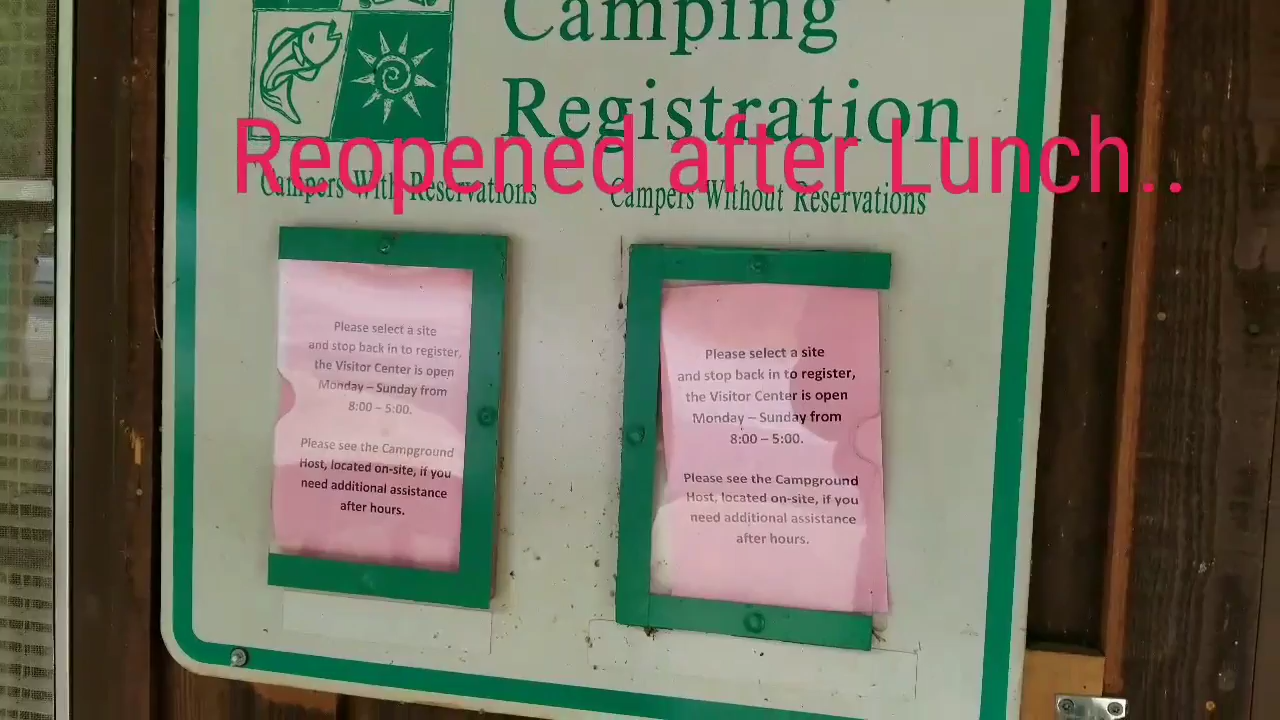 Camping
Registration
Reopened after Lunch..
Campers With Reservations
Campers Without Reservations
Please select a site
and stop back in to register,
the Visitor Center is open
Monday – Sunday from
8:00 – 5:00.
Please see the Campground
Host, located on-site, if you
need additional assistance
after hours.
Please select a site
and stop back in to register,
the Visitor Center is open
Monday – Sunday from
8:00 – 5:00.
Please see the Campground
Host, located on-site, if you
need additional assistance
after hours.